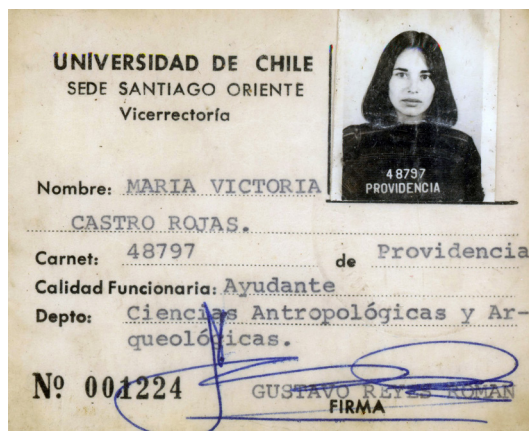 UNIVERSIDAD DE CHILE
SEDE SANTIAGO ORIENTE
Vicerrectoría
48797
PROVIDENCIA
Nombre: MARIA VICTORIA
CASTRO ROJAS.
Carnet: 48797 de Providencia
Calidad Funcionaria: Ayudante
Depto: Ciencias Antropológicas y Ar-
queológicas.
Nº 001224 GUSTAVO REYES ROMAN
FIRMA